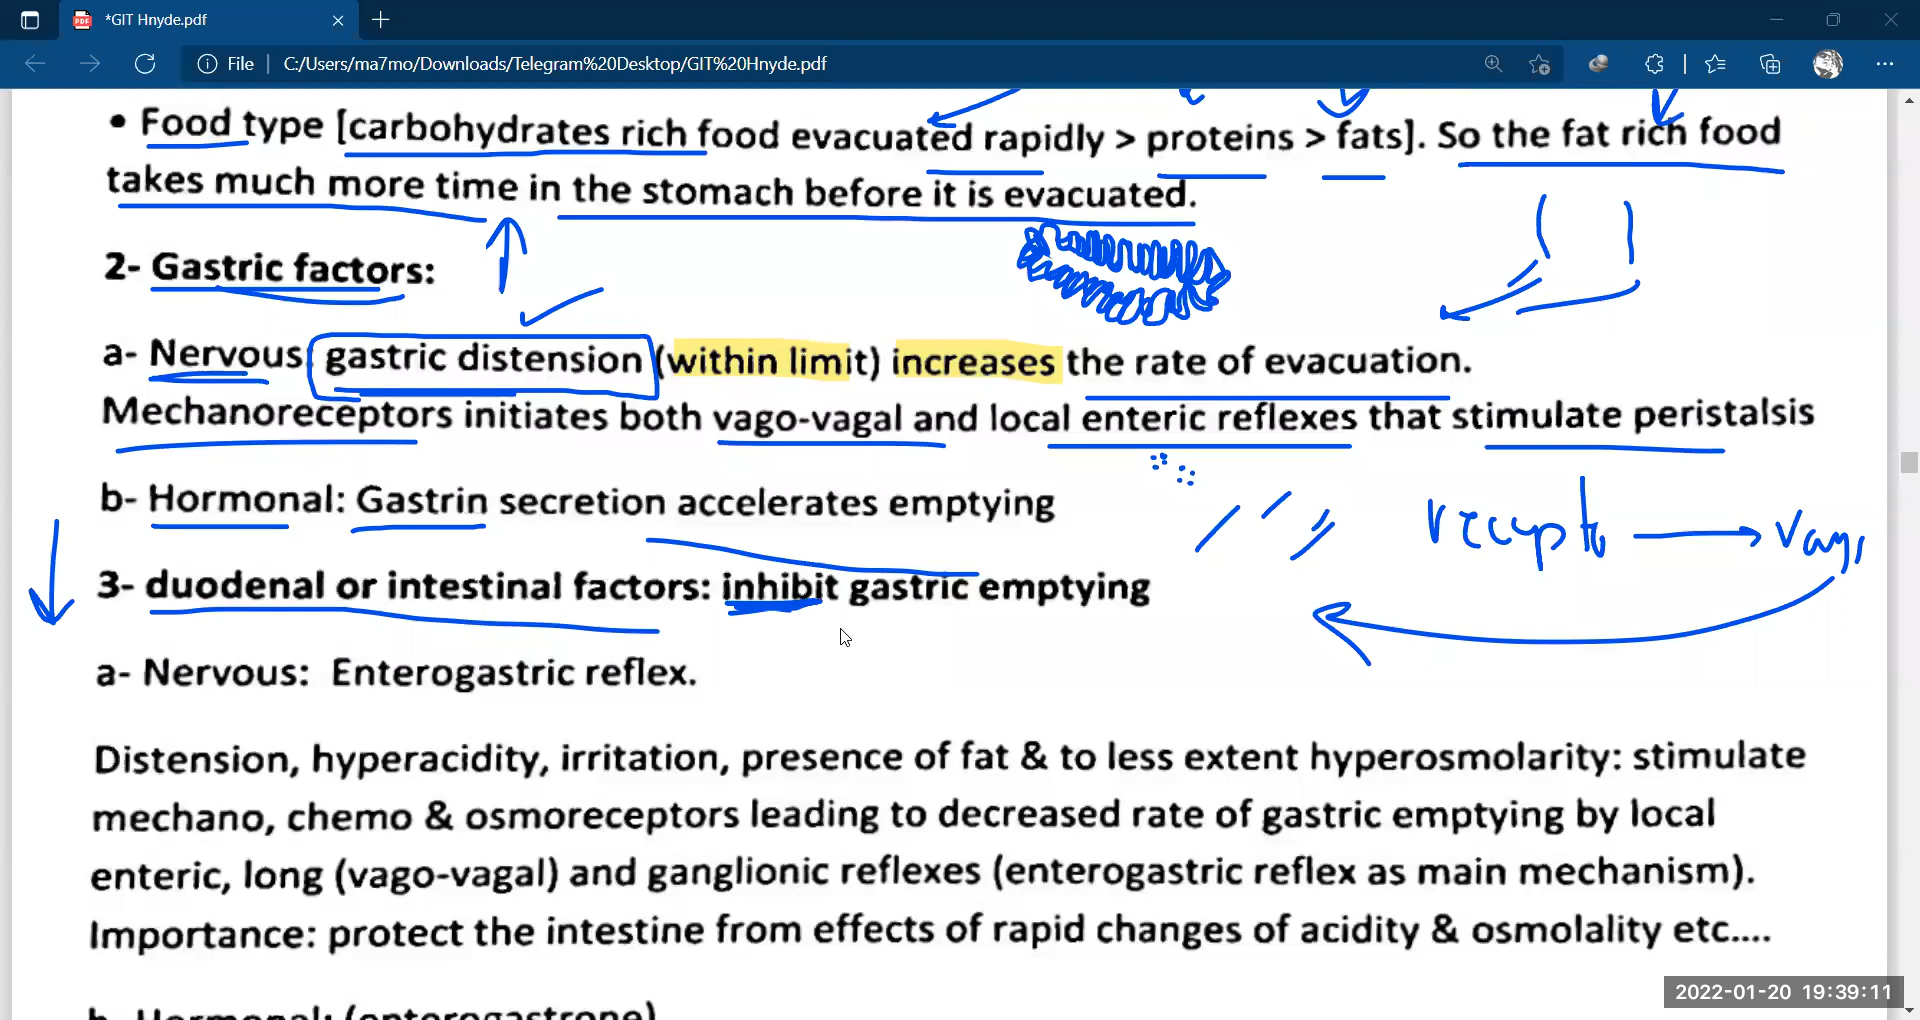 *GIT Hnyde.pdf
File | C:/Users/ma7mo/Downloads/Telegram%20Desktop/GIT%20Hnyde.pdf
• Food type [carbohydrates rich food evacuated rapidly > proteins > fats]. So the fat rich food
takes much more time in the stomach before it is evacuated.
2- Gastric factors:
a- Nervous: gastric distension (within limit) increases the rate of evacuation.
Mechanoreceptors initiates both vago-vagal and local enteric reflexes that stimulate peristalsis
b- Hormonal: Gastrin secretion accelerates emptying
3- duodenal or intestinal factors: inhibit gastric emptying
a- Nervous: Enterogastric reflex.
Distension, hyperacidity, irritation, presence of fat & to less extent hyperosmolarity: stimulate
mechano, chemo & osmoreceptors leading to decreased rate of gastric emptying by local
enteric, long (vago-vagal) and ganglionic reflexes (enterogastric reflex as main mechanism).
Importance: protect the intestine from effects of rapid changes of acidity & osmolality etc....
b- Hormonal: (enterogastrone)
2022-01-20 19:39:11